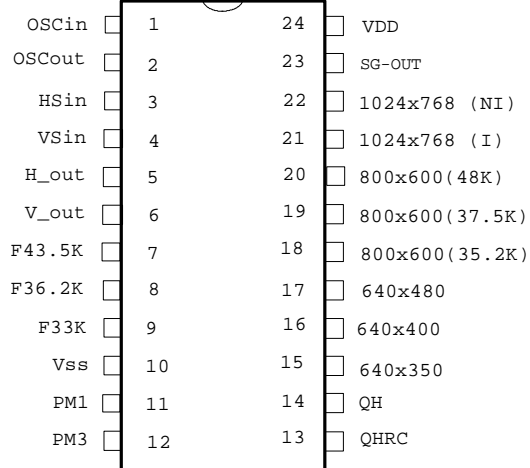 OSCin 1 24 VDD
OSCout 2 23 SG-OUT
HSin 3 22 1024x768 (NI)
VSin 4 21 1024x768 (I)
H_out 5 20 800x600(48K)
V_out 6 19 800x600(37.5K)
F43.5K 7 18 800x600(35.2K)
F36.2K 8 17 640x480
F33K 9 16 640x400
Vss 10 15 640x350
PM1 11 14 QH
PM3 12 13 QHRC